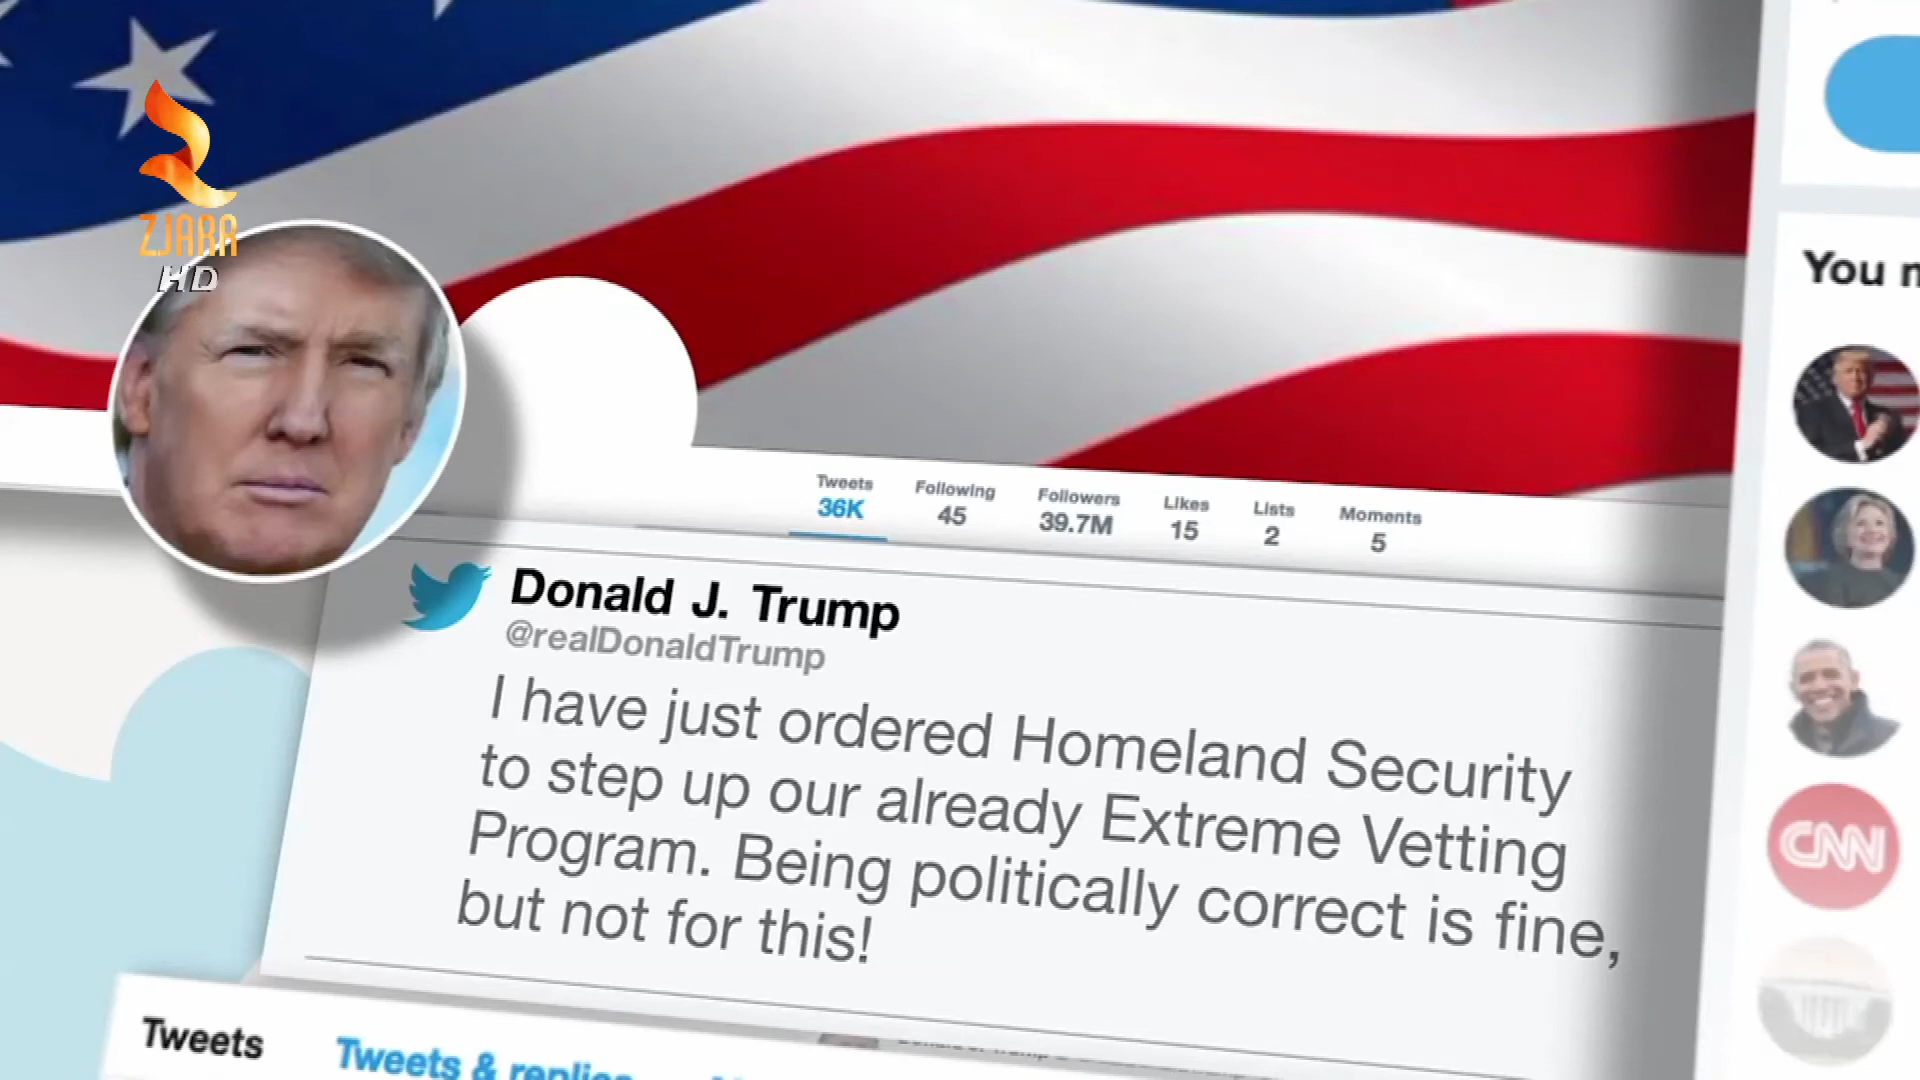 ZJARR
HD
You
Tweets
36K
Following
45
Followers
39.7M
Likes
15
Lists
2
Moments
5
Donald J. Trump
@realDonaldTrump
I have just ordered Homeland Security
to step up our already Extreme Vetting
Program. Being politically correct is fine,
but not for this!
CNN
Tweets
Tweets & replies